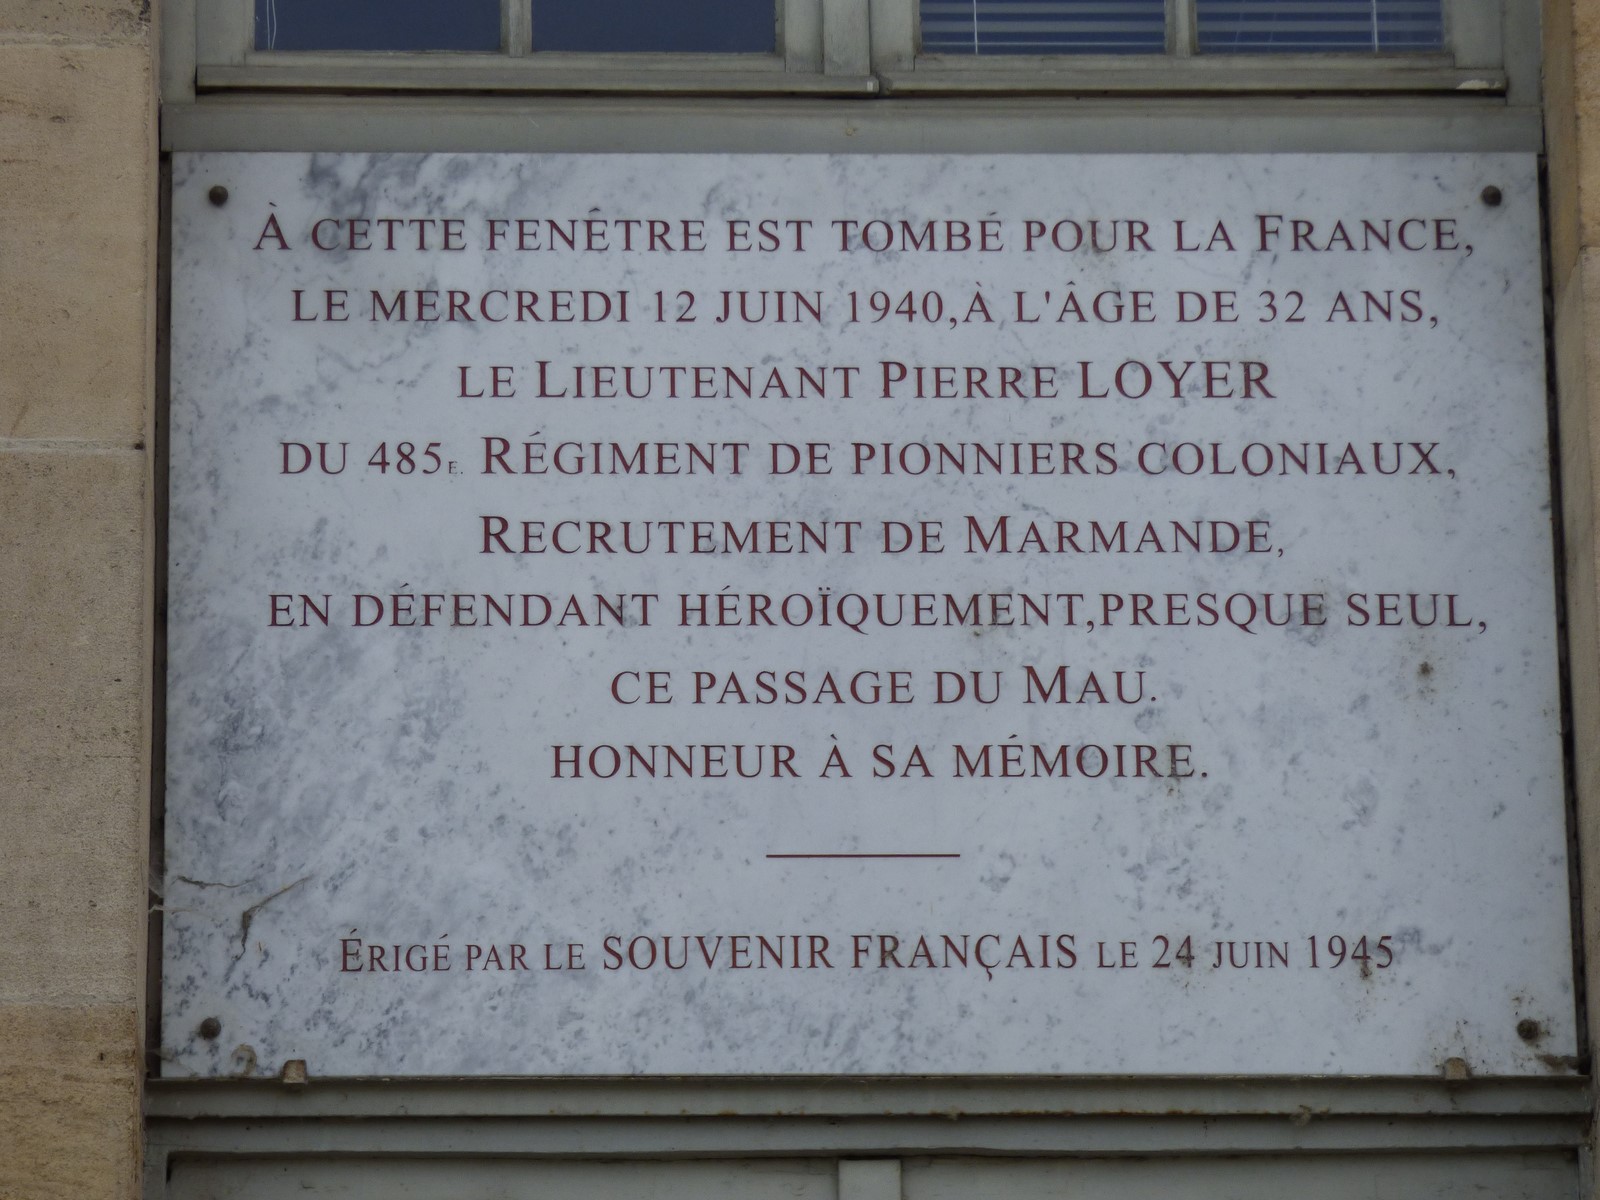 À CETTE FENÊTRE EST TOMBÉ POUR LA FRANCE,
LE MERCREDI 12 JUIN 1940,À L'ÂGE DE 32 ANS,
LE LIEUTENANT PIERRE LOYER
DU 485E. RÉGIMENT DE PIONNIERS COLONIAUX,
RECRUTEMENT DE MARMANDE,
EN DÉFENDANT HÉROÏQUEMENT,PRESQUE SEUL,
CE PASSAGE DU MAU.
HONNEUR À SA MÉMOIRE.
ÉRIGÉ PAR LE SOUVENIR FRANÇAIS LE 24 JUIN 1945